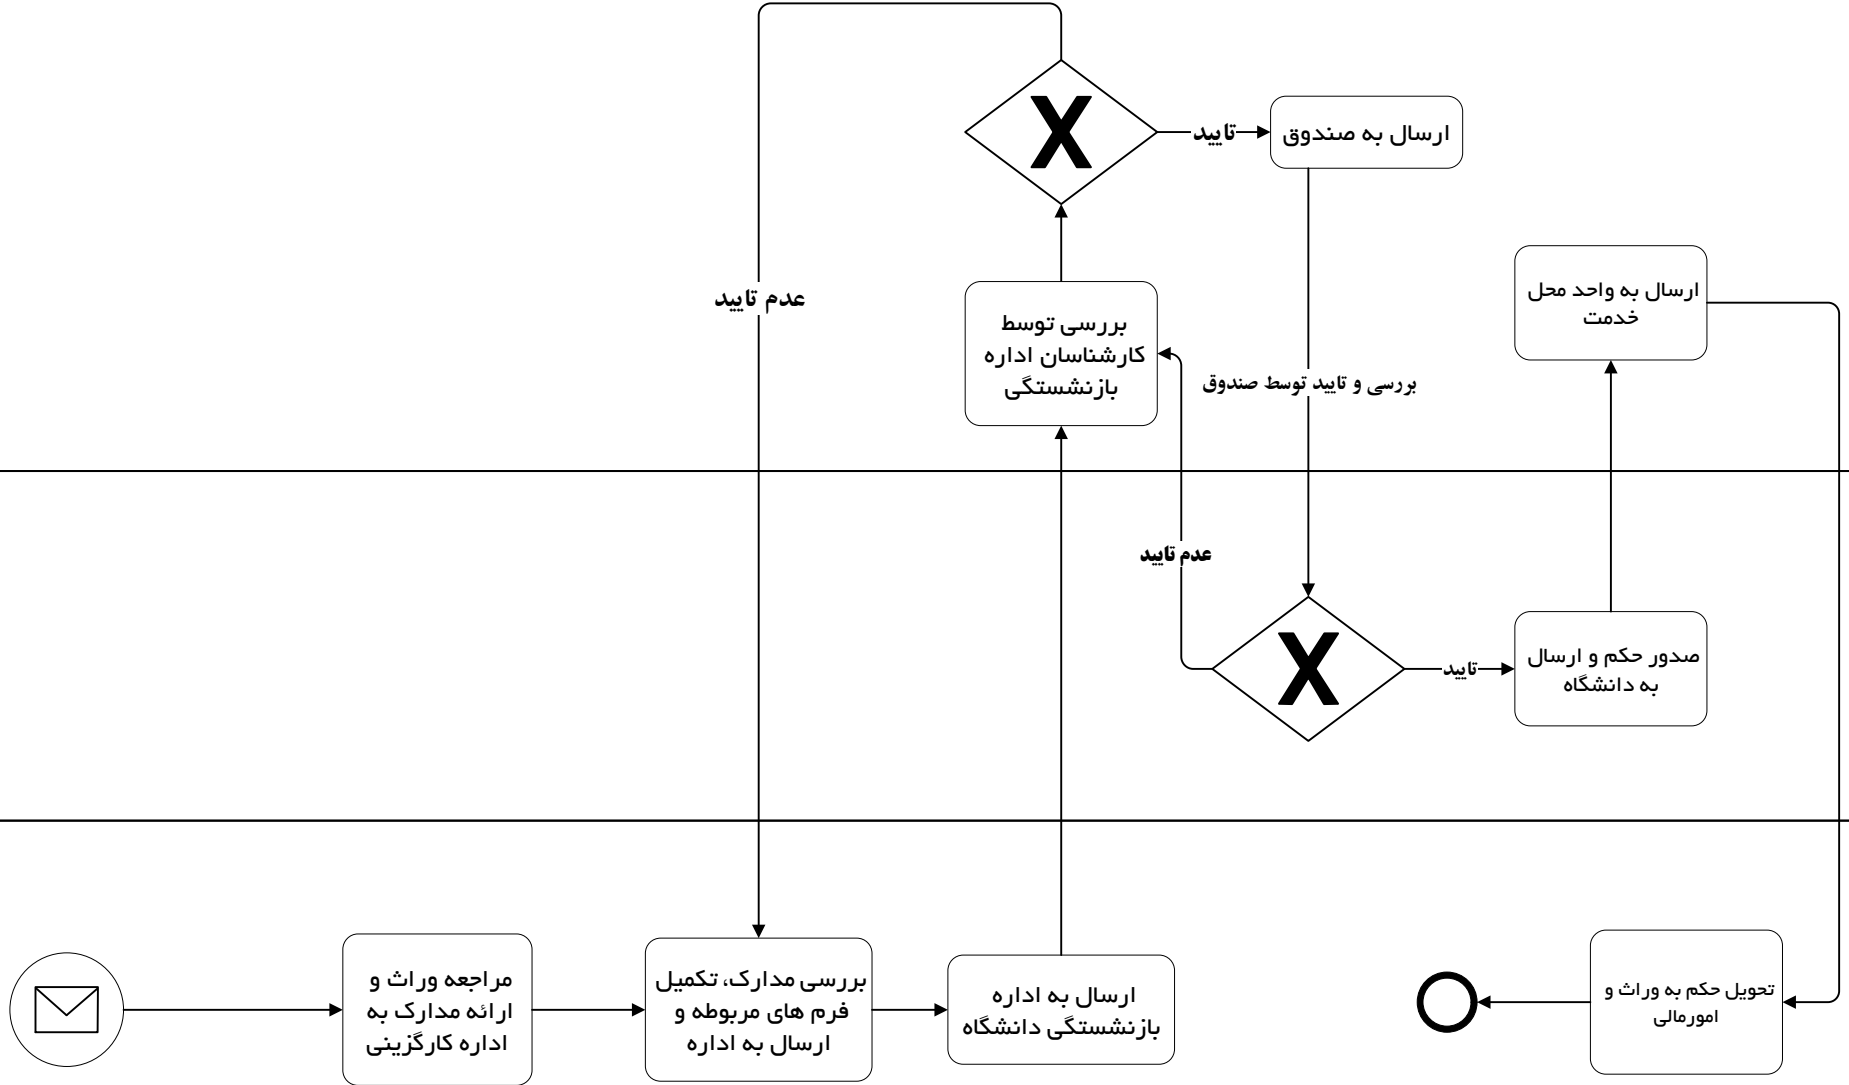 تایید
ارسال به صندوق
عدم تایید
بررسی توسط
کارشناسان اداره
بازنشستگی
ارسال به واحد محل
خدمت
بررسی و تایید توسط صندوق
عدم تایید
تایید
صدور حکم و ارسال
به دانشگاه
مراجعه وراث و
ارائه مدارک به
اداره کارگزینی
بررسی مدارک، تکمیل
فرم های مربوطه و
ارسال به اداره
ارسال به اداره
بازنشستگی دانشگاه
تحویل حکم به وراث و
امورمالی